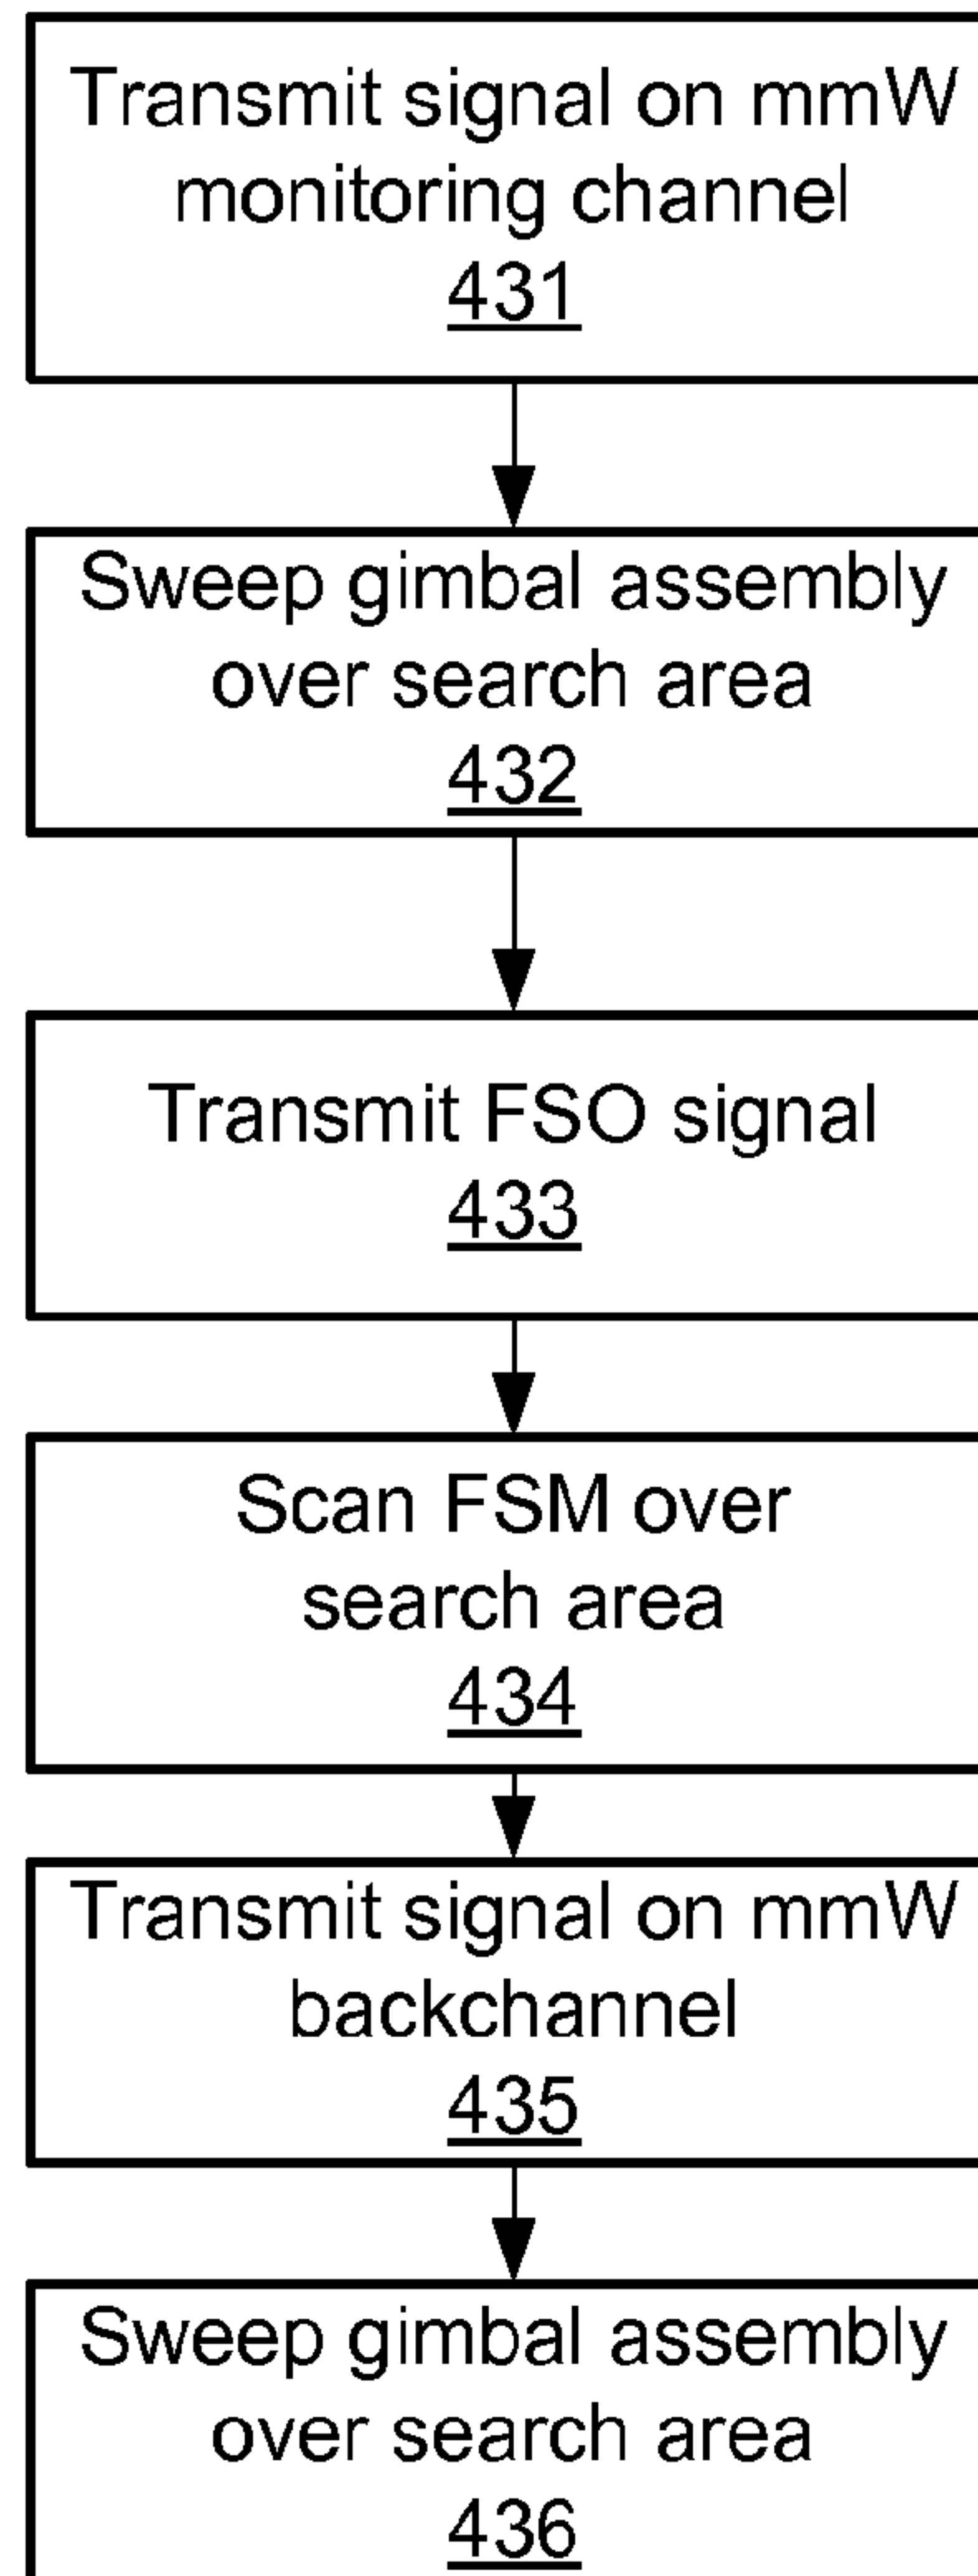 Transmit signal on mmW
monitoring channel
431
Sweep gimbal assembly
over search area
432
Transmit FSO signal
433
Scan FSM over
search area
434
Transmit signal on mmW
backchannel
435
Sweep gimbal assembly
over search area
436